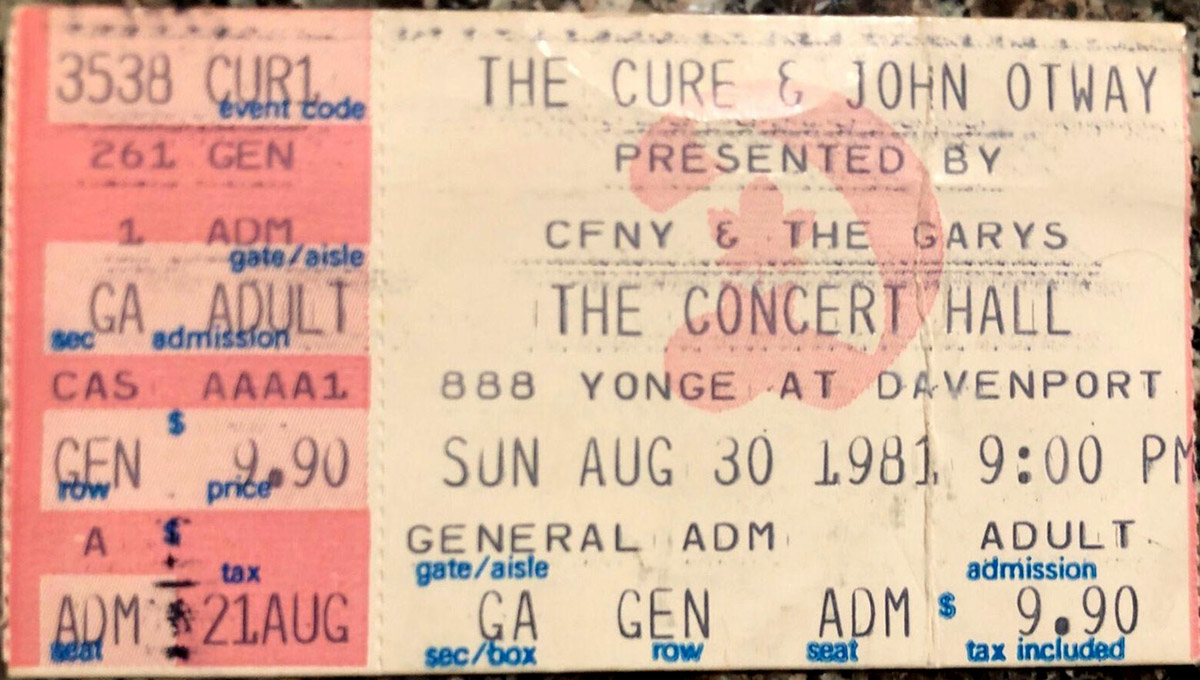 3538 CUR1
event code
261 GEN
1 ADM
gate/aisle
GA ADULT
sec admission
CAS AAAA1
$
GEN 9.90
row price
A $
tax
ADM 21AUG
seat
THE CURE & JOHN OTWAY
PRESENTED BY
CFNY & THE GARYS
THE CONCERT HALL
888 YONGE AT DAVENPORT
SUN AUG 30 1981 9:00 PM
GENERAL ADM ADULT
gate/aisle admission
GA GEN ADM $ 9.90
sec/box row seat tax included